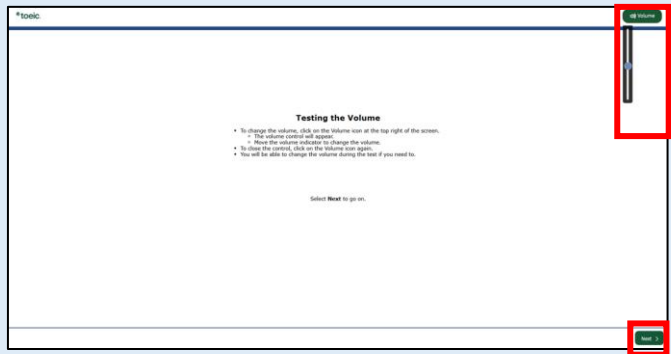 toeic
Volume
Testing the Volume
• To change the volume, click on the Volume icon at the top right of the screen.
The volume control will appear.
Move the volume indicator to change the volume.
• To close the control, click on the Volume icon again.
• You will be able to change the volume during the test if you need to.
Select Next to go on.
Next >